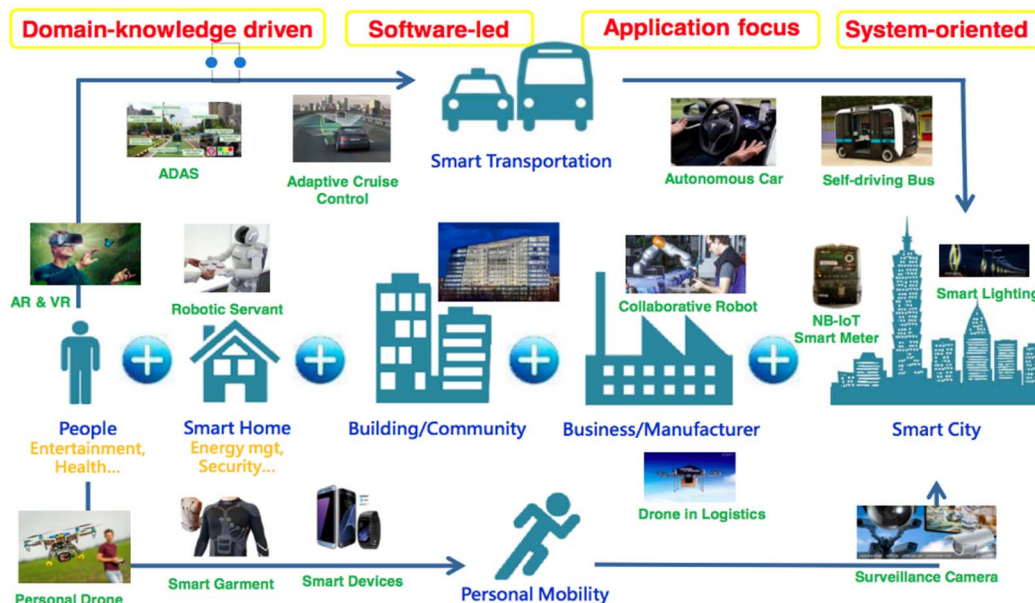 Domain-knowledge driven
Software-led
Application focus
System-oriented
ADAS
Adaptive Cruise
Control
Smart Transportation
Autonomous Car
Self-driving Bus
AR & VR
Robotic Servant
Collaborative Robot
NB-IoT
Smart Meter
Smart Lighting
People
Entertainment,
Health...
Smart Home
Energy mgt,
Security...
Building/Community
Business/Manufacturer
Smart City
Personal Drone
Smart Garment
Smart Devices
Personal Mobility
Drone in Logistics
Surveillance Camera